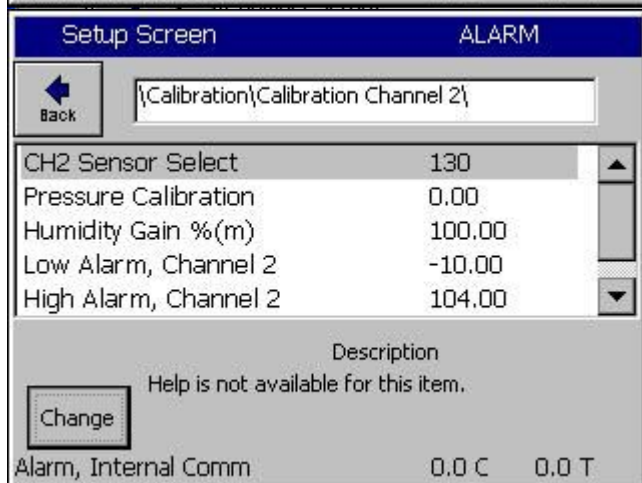 Setup Screen ALARM
Back
\Calibration\Calibration Channel 2\
CH2 Sensor Select 130
Pressure Calibration 0.00
Humidity Gain %(m) 100.00
Low Alarm, Channel 2 -10.00
High Alarm, Channel 2 104.00
Description
Help is not available for this item.
Change
Alarm, Internal Comm 0.0 C 0.0 T